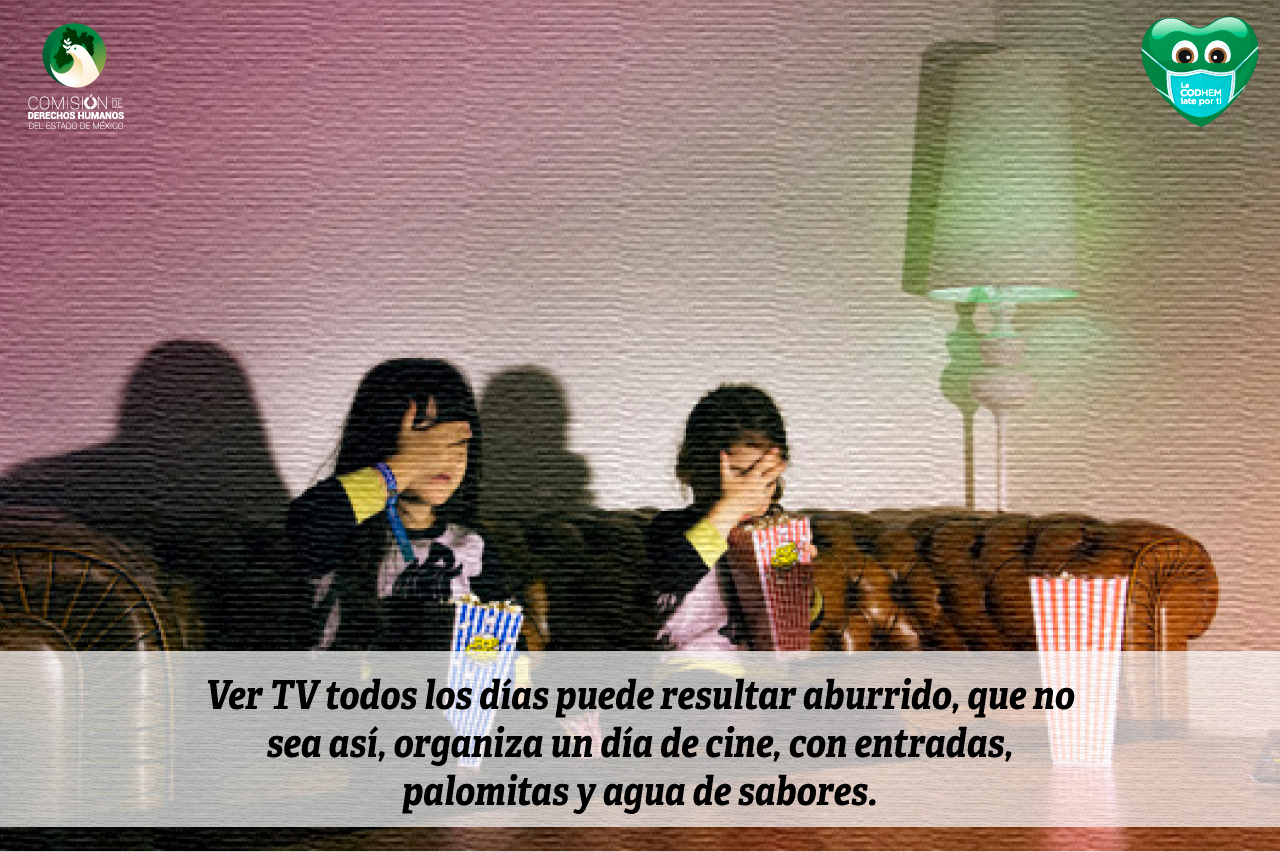 COMISIÓN DE
DERECHOS HUMANOS
DEL ESTADO DE MÉXICO
La
CODHEM
late por ti
Ver TV todos los días puede resultar aburrido, que no
sea así, organiza un día de cine, con entradas,
palomitas y agua de sabores.